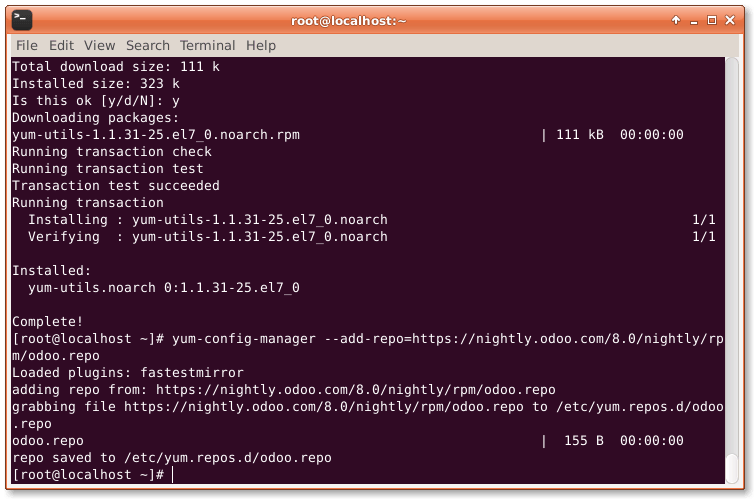 root@localhost:~
File Edit View Search Terminal Help
Total download size: 111 k
Installed size: 323 k
Is this ok [y/d/N]: y
Downloading packages:
yum-utils-1.1.31-25.el7_0.noarch.rpm | 111 kB 00:00:00
Running transaction check
Running transaction test
Transaction test succeeded
Running transaction
Installing : yum-utils-1.1.31-25.el7_0.noarch 1/1
Verifying : yum-utils-1.1.31-25.el7_0.noarch 1/1
Installed:
yum-utils.noarch 0:1.1.31-25.el7_0
Complete!
[root@localhost ~]# yum-config-manager --add-repo=https://nightly.odoo.com/8.0/nightly/rp
m/odoo.repo
Loaded plugins: fastestmirror
adding repo from: https://nightly.odoo.com/8.0/nightly/rpm/odoo.repo
grabbing file https://nightly.odoo.com/8.0/nightly/rpm/odoo.repo to /etc/yum.repos.d/odoo
.repo
odoo.repo | 155 B 00:00:00
repo saved to /etc/yum.repos.d/odoo.repo
[root@localhost ~]#